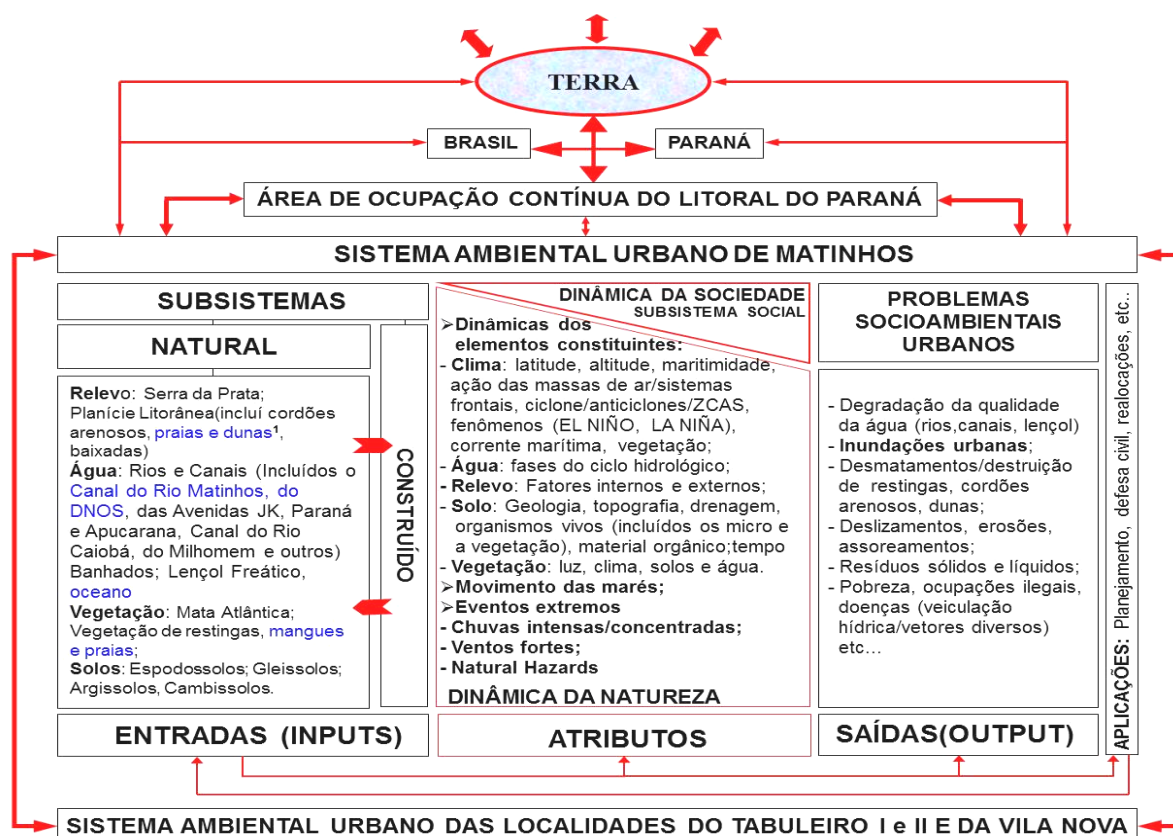 TERRA
BRASIL
PARANÁ
ÁREA DE OCUPAÇÃO CONTÍNUA DO LITORAL DO PARANÁ
SISTEMA AMBIENTAL URBANO DE MATINHOS
SUBSISTEMAS
NATURAL
Relevo: Serra da Prata;
Planície Litorânea(incluí cordões
arenosos, praias e dunas¹,
baixadas)
Água: Rios e Canais (Incluídos o
Canal do Rio Matinhos, do
DNOS, das Avenidas JK, Paraná
e Apucarana, Canal do Rio
Caiobá, do Milhomem e outros)
Banhados; Lençol Freático,
oceano
Vegetação: Mata Atlântica;
Vegetação de restingas, mangues
e praias;
Solos: Espodossolos; Gleissolos;
Argissolos, Cambissolos.
CONSTRUÍDO
ENTRADAS (INPUTS)
DINÂMICA DA SOCIEDADE
SUBSISTEMA SOCIAL
➢Dinâmicas dos
elementos constituintes:
- Clima: latitude, altitude, maritimidade,
ação das massas de ar/sistemas
frontais, ciclone/anticiclones/ZCAS,
fenômenos (EL NIÑO, LA NIÑA),
corrente marítima, vegetação;
- Água: fases do ciclo hidrológico;
- Relevo: Fatores internos e externos;
- Solo: Geologia, topografia, drenagem,
organismos vivos (incluídos os micro e
a vegetação), material orgânico;tempo
- Vegetação: luz, clima, solos e água.
➢Movimento das marés;
➢Eventos extremos
- Chuvas intensas/concentradas;
- Ventos fortes;
- Natural Hazards
DINÂMICA DA NATUREZA
ATRIBUTOS
PROBLEMAS
SOCIOAMBIENTAIS
URBANOS
- Degradação da qualidade
da água (rios,canais, lençol)
- Inundações urbanas;
- Desmatamentos/destruição
de restingas, cordões
arenosos, dunas;
- Deslizamentos, erosões,
assoreamentos;
- Resíduos sólidos e líquidos;
- Pobreza, ocupações ilegais,
doenças (veiculação
hídrica/vetores diversos)
etc...
SAÍDAS(OUTPUT)
APLICAÇÕES: Planejamento, defesa civil, realocações, etc..
SISTEMA AMBIENTAL URBANO DAS LOCALIDADES DO TABULEIRO I e II E DA VILA NOVA